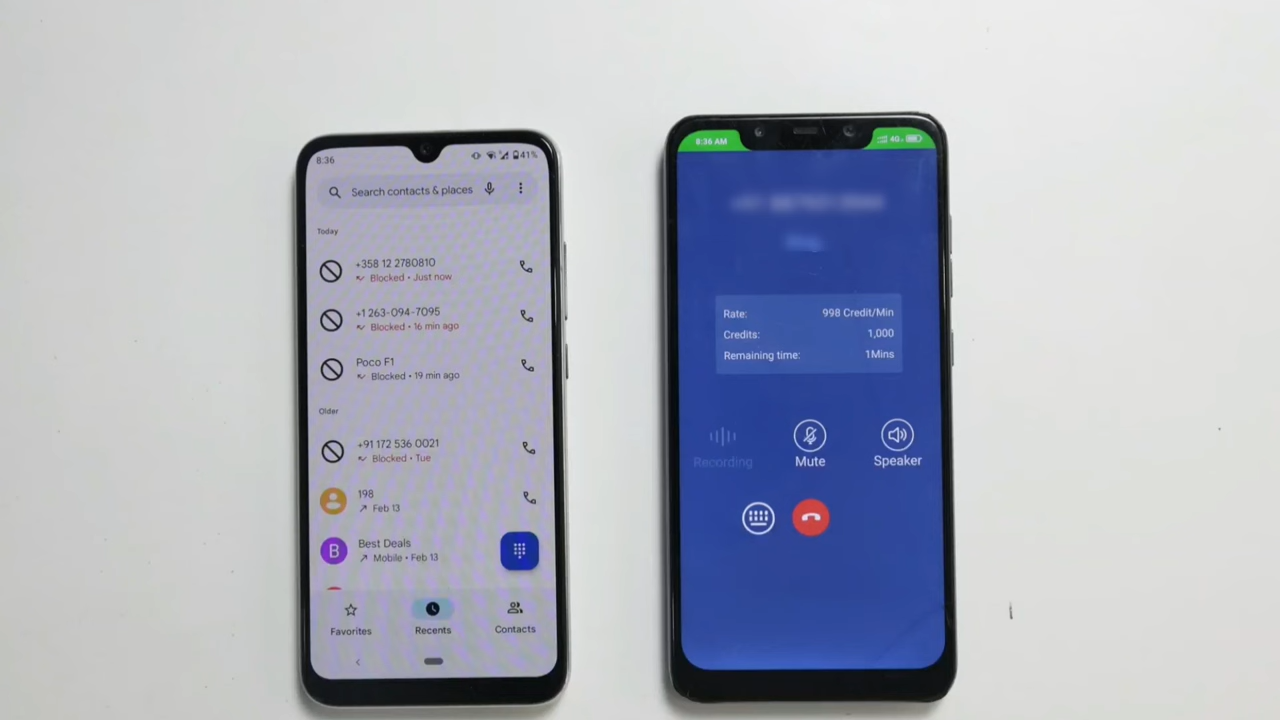 8:36
41%
Search contacts & places
Today
+358 12 2780810
Blocked • Just now
+1 263-094-7095
Blocked • 16 min ago
Poco F1
Blocked • 19 min ago
Older
+91 172 536 0021
Blocked • Tue
198
Feb 13
B
Best Deals
Mobile • Feb 13
Favorites
Recents
Contacts
8:36 AM
4G
Rate: 998 Credit/Min
Credits: 1,000
Remaining time: 1Mins
Recording
Mute
Speaker